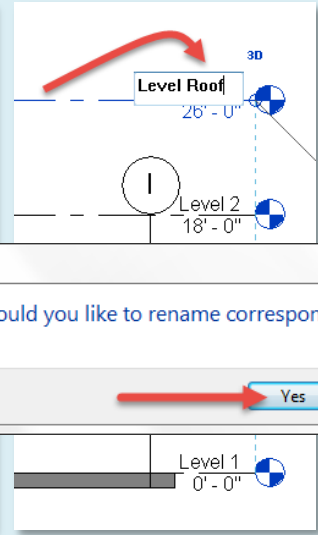 3D
Level Roof
26' - 0"
I
Level 2
18' - 0"
ould you like to rename correspon
Yes
Level 1
0' - 0"